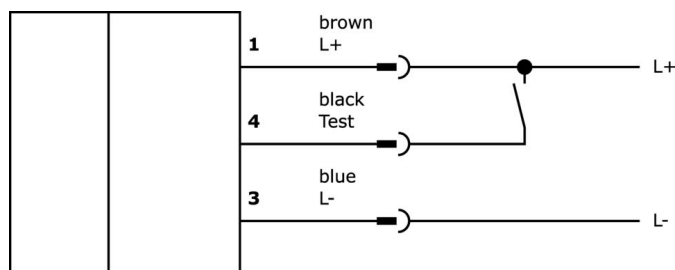 brown
1 L+ L+
black
4 Test
blue
3 L- L-